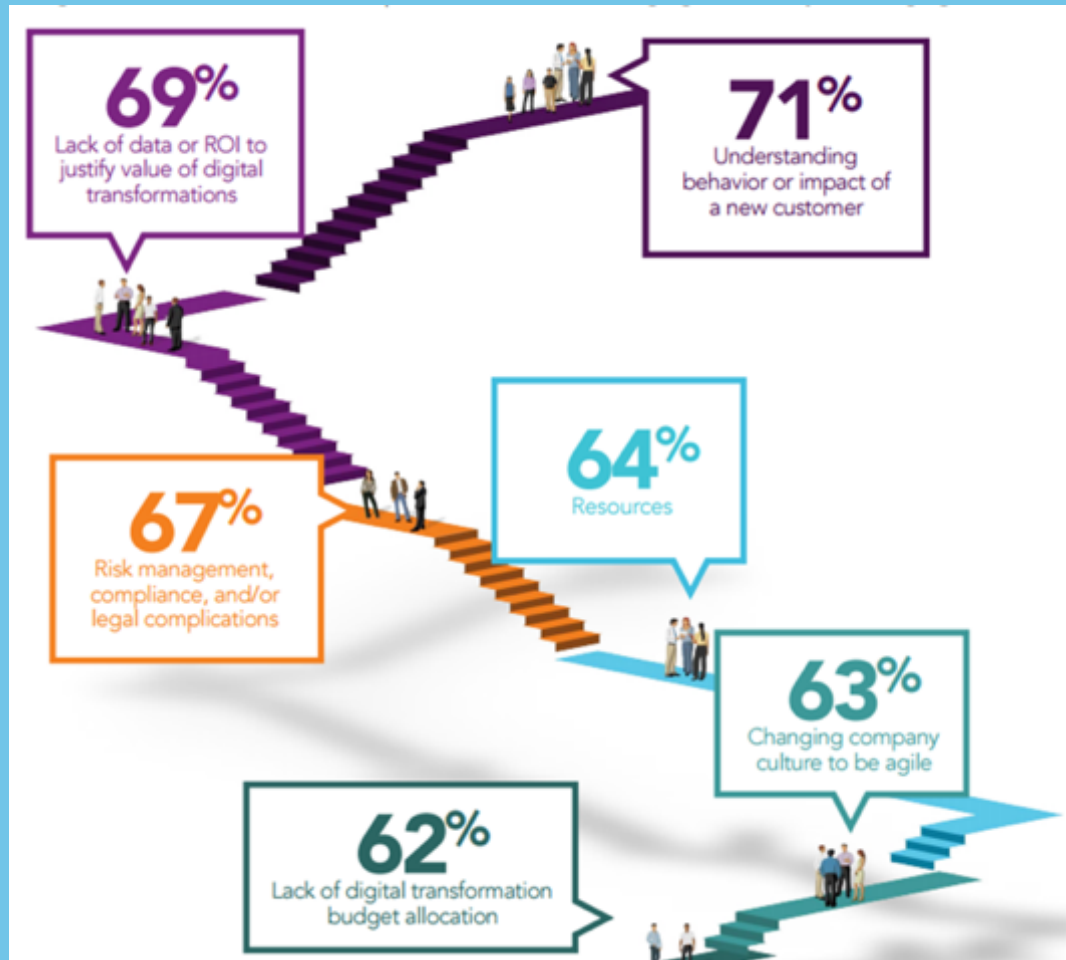 69%
Lack of data or ROI to
justify value of digital
transformations
71%
Understanding
behavior or impact of
a new customer
67%
Risk management,
compliance, and/or
legal complications
64%
Resources
63%
Changing company
culture to be agile
62%
Lack of digital transformation
budget allocation